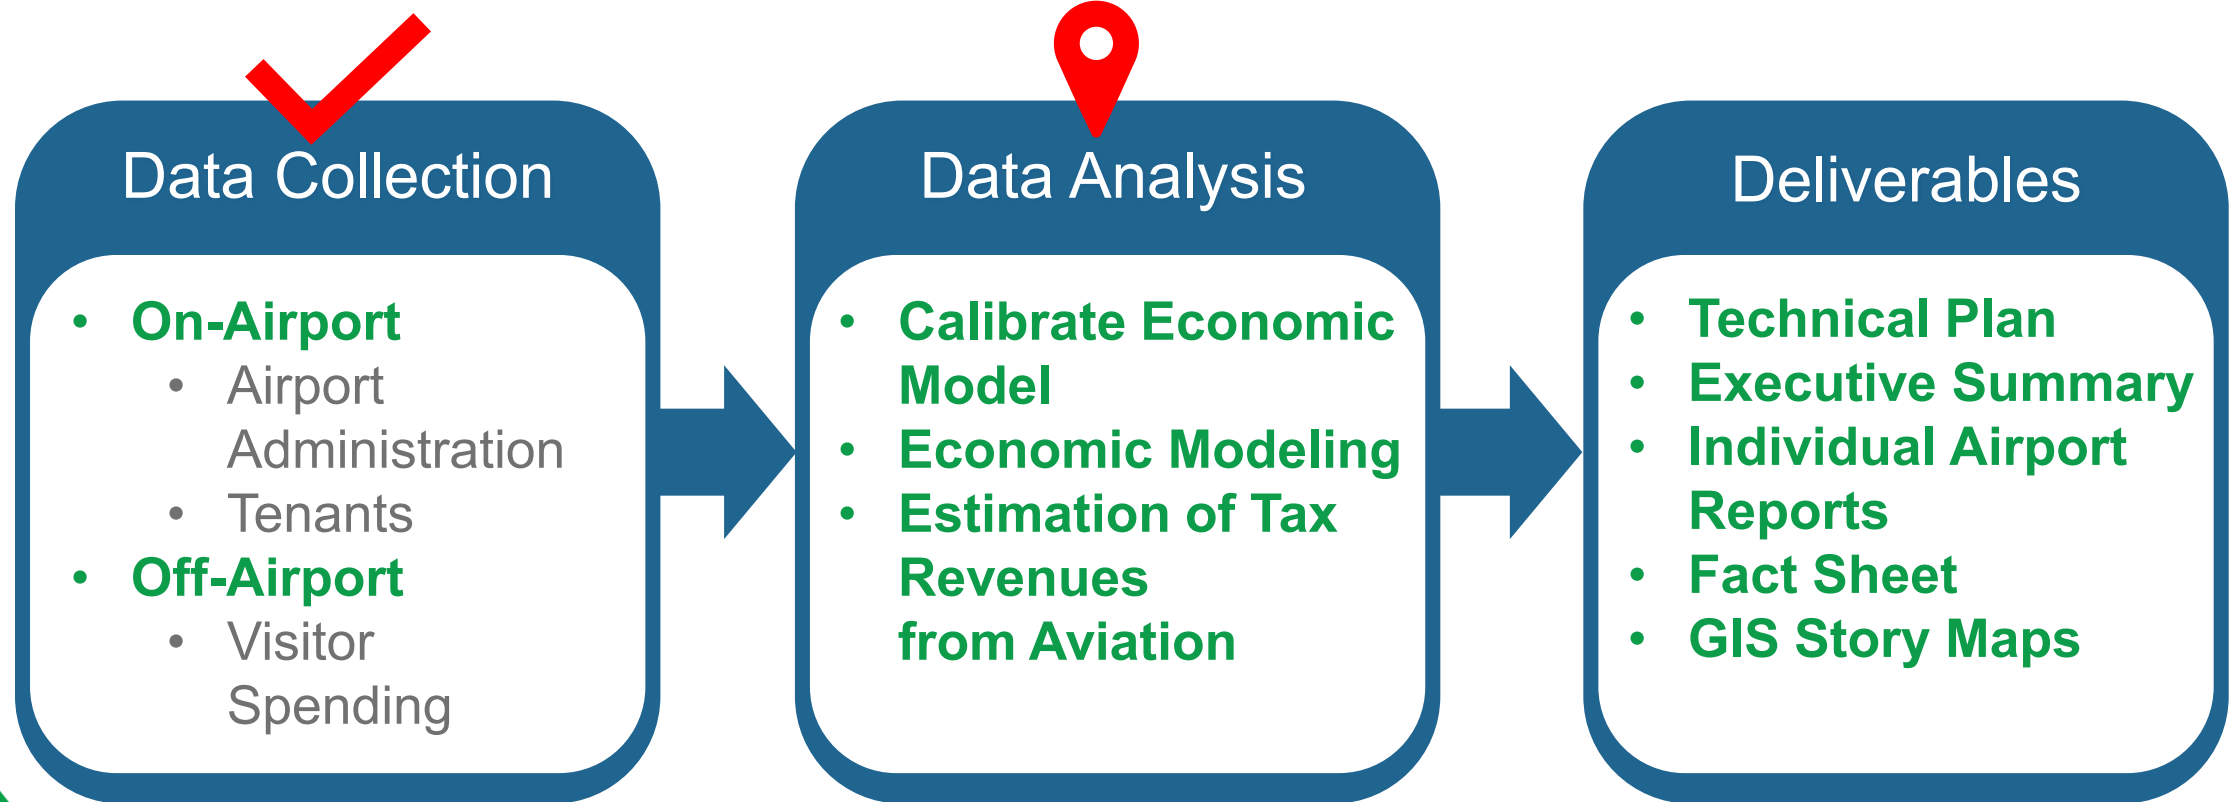 Data Collection
• On-Airport
• Airport
Administration
• Tenants
• Off-Airport
• Visitor
Spending
Data Analysis
• Calibrate Economic
Model
• Economic Modeling
• Estimation of Tax
Revenues
from Aviation
Deliverables
• Technical Plan
• Executive Summary
• Individual Airport
Reports
• Fact Sheet
• GIS Story Maps